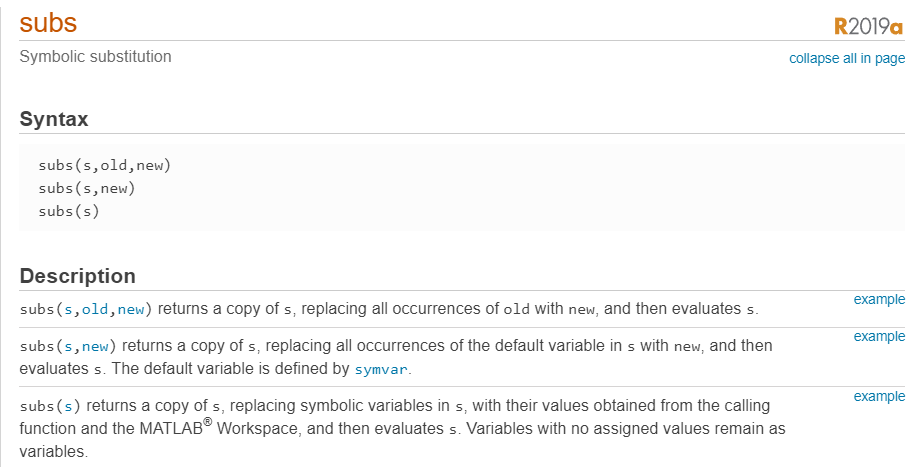 subs
R2019a
Symbolic substitution
collapse all in page
Syntax
subs(s,old,new)
subs(s,new)
subs(s)
Description
subs(s,old,new) returns a copy of s, replacing all occurrences of old with new, and then evaluates s.
example
subs(s,new) returns a copy of s, replacing all occurrences of the default variable in s with new, and then
example
evaluates s. The default variable is defined by symvar.
subs(s) returns a copy of s, replacing symbolic variables in s, with their values obtained from the calling
example
function and the MATLAB® Workspace, and then evaluates s. Variables with no assigned values remain as
variables.